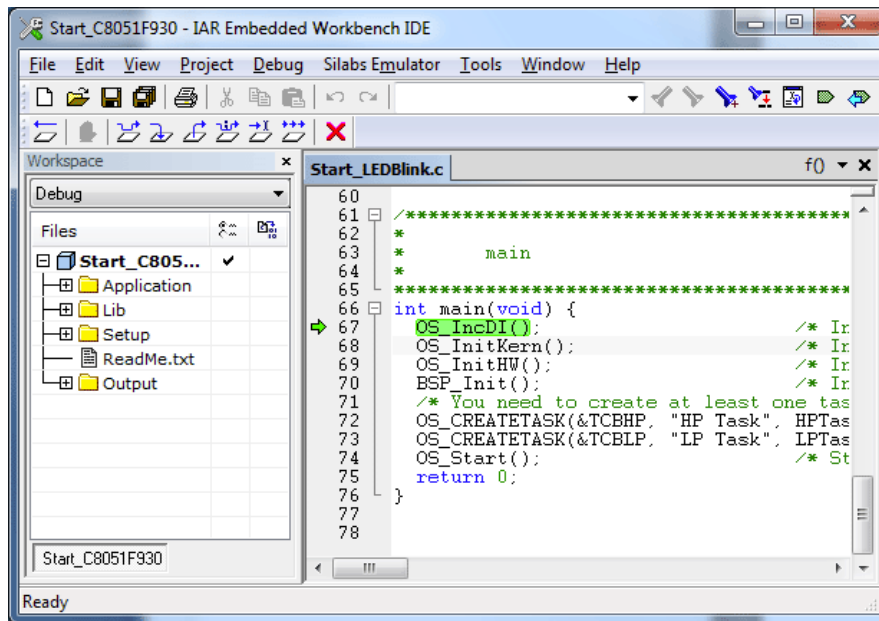 Start_C8051F930 - IAR Embedded Workbench IDE
File Edit View Project Debug Silabs Emulator Tools Window Help
Workspace
Debug
Files
Start_C805...
Application
Lib
Setup
ReadMe.txt
Output
Start_C8051F930
Start_LEDBlink.c f()
60
61 /****************************************
62 *
63 * main
64 *
65 *****************************************
66 int main(void) {
67 OS_IncDI(); /* In
68 OS_InitKern(); /* In
69 OS_InitHW(); /* In
70 BSP_Init(); /* In
71 /* You need to create at least one tas
72 OS_CREATETASK(&TCBHP, "HP Task", HPTas
73 OS_CREATETASK(&TCBLP, "LP Task", LPTas
74 OS_Start(); /* St
75 return 0;
76 }
77
78
Ready